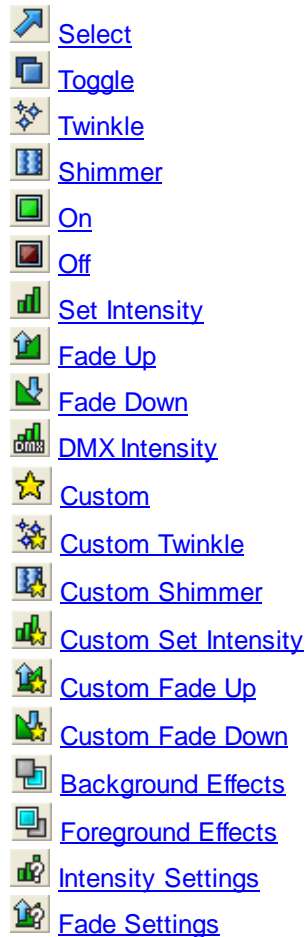 Select
Toggle
Twinkle
Shimmer
On
Off
Set Intensity
Fade Up
Fade Down
DMX DMX Intensity
Custom
Custom Twinkle
Custom Shimmer
Custom Set Intensity
Custom Fade Up
Custom Fade Down
Background Effects
Foreground Effects
? Intensity Settings
? Fade Settings